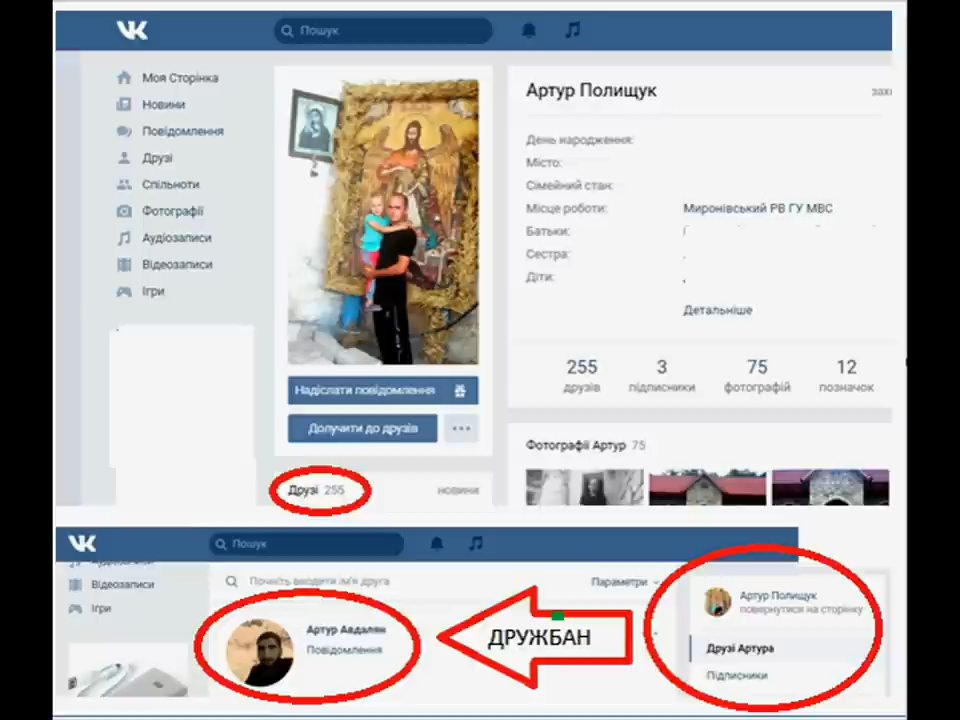 Пошук
Моя Сторінка
Новини
Повідомлення
Друзі
Спільноти
Фотографії
Аудіозаписи
Відеозаписи
Ігри
Надіслати повідомлення
Долучити до друзів
Друзі 255
новини
Артур Полищук
День народження:
Місто:
Сімейний стан:
Місце роботи: Миронівський РВ ГУ МВС
Батьки:
Сестра:
Діти:
Детальніше
255 3 75 12
друзів підписники фотографій позначок
Фотографії Артур 75
Пошук
Відеозаписи
Ігри
Почніть вводити ім'я друга
Параметри
Артур Авдалян
Повідомлення
ДРУЖБАН
Артур Полищук
повернутися на сторінку
Друзі Артура
Підписники